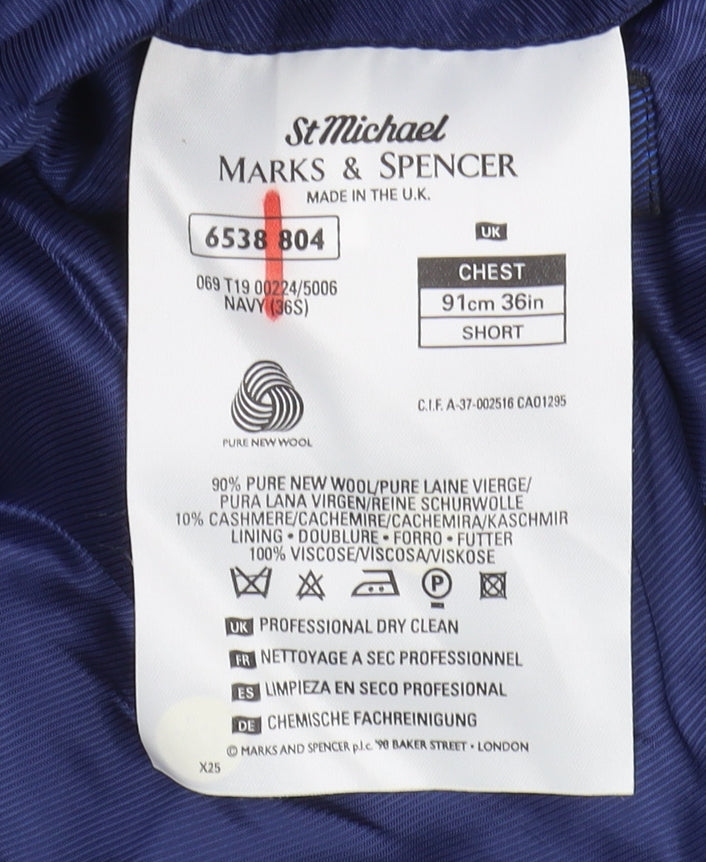 St Michael
MARKS & SPENCER
MADE IN THE U.K.
6538 804
069 T19 00224/5006
NAVY (36S)
UK
CHEST
91cm 36in
SHORT
PURE NEW WOOL
C.I.F. A-37-002516 CA01295
90% PURE NEW WOOL/PURE LAINE VIERGE/
PURA LANA VIRGEN/REINE SCHURWOLLE
10% CASHMERE/CACHEMIRE/CACHEMIRA/KASCHMIR
LINING • DOUBLURE • FORRO • FUTTER
100% VISCOSE/VISCOSA/VISKOSE
P
UK PROFESSIONAL DRY CLEAN
FR NETTOYAGE A SEC PROFESSIONNEL
ES LIMPIEZA EN SECO PROFESIONAL
DE CHEMISCHE FACHREINIGUNG
© MARKS AND SPENCER p.l.c. '90 BAKER STREET • LONDON
X25